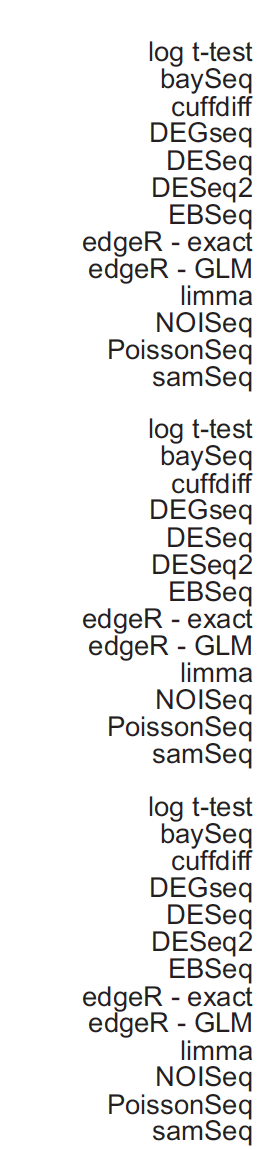 log t-test
baySeq
cuffdiff
DEGseq
DESeq
DESeq2
EBSeq
edgeR - exact
edgeR - GLM
limma
NOISeq
PoissonSeq
samSeq
log t-test
baySeq
cuffdiff
DEGseq
DESeq
DESeq2
EBSeq
edgeR - exact
edgeR - GLM
limma
NOISeq
PoissonSeq
samSeq
log t-test
baySeq
cuffdiff
DEGseq
DESeq
DESeq2
EBSeq
edgeR - exact
edgeR - GLM
limma
NOISeq
PoissonSeq
samSeq